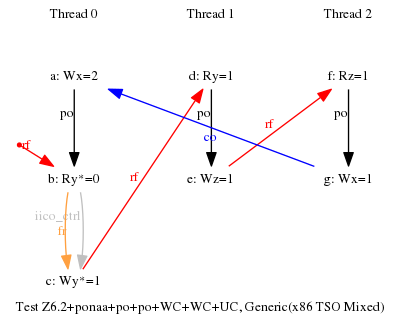 Thread 0 Thread 1 Thread 2
a: Wx=2 d: Ry=1 f: Rz=1
po po po
rf co rf
b: Ry*=0 e: Wz=1 g: Wx=1
rf
iico_ctrl
fr
c: Wy*=1
Test Z6.2+ponaa+po+po+WC+WC+UC, Generic(x86 TSO Mixed)